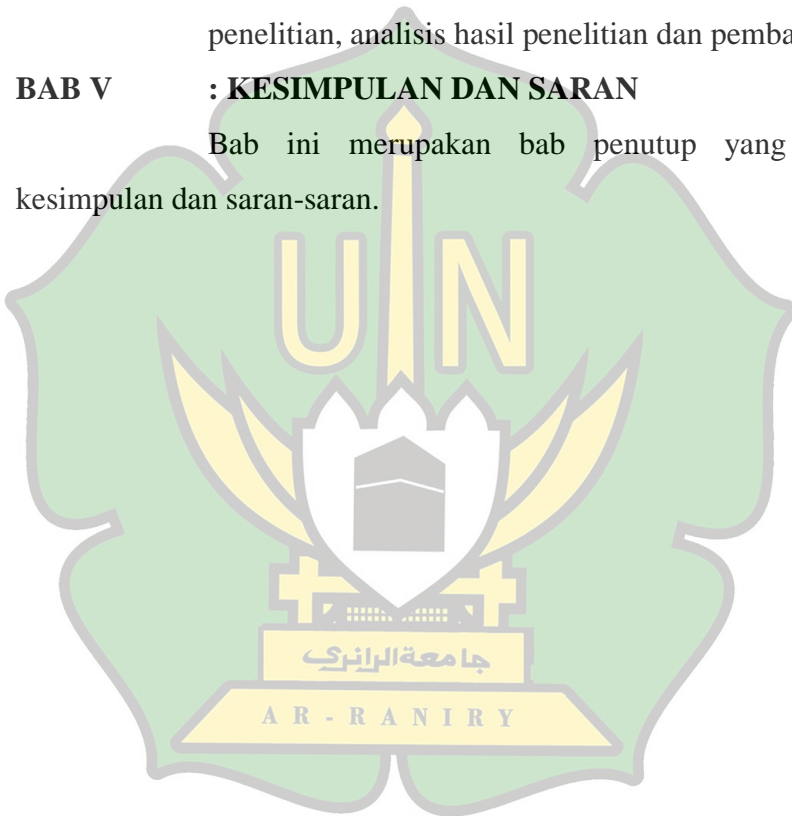 penelitian, analisis hasil penelitian dan pemba
BAB V : KESIMPULAN DAN SARAN
Bab ini merupakan bab penutup yang
kesimpulan dan saran-saran.
UIN
جامعةالرانري
AR-RANIRY